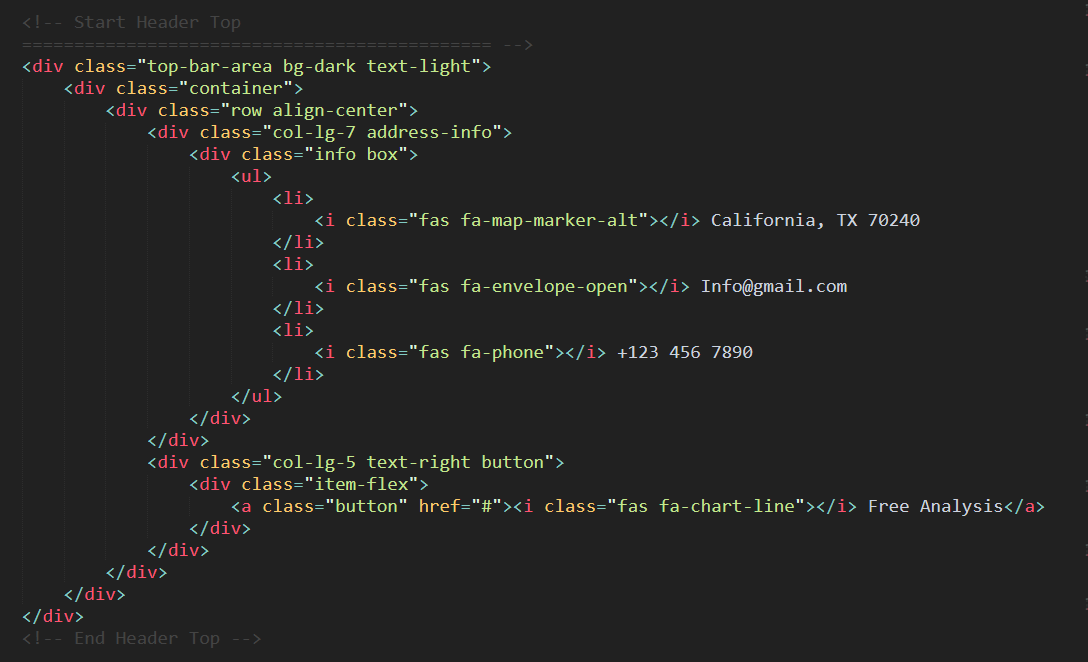 <!-- Start Header Top
============================================= -->
<div class="top-bar-area bg-dark text-light">
<div class="container">
<div class="row align-center">
<div class="col-lg-7 address-info">
<div class="info box">
<ul>
<li>
<i class="fas fa-map-marker-alt"></i> California, TX 70240
</li>
<li>
<i class="fas fa-envelope-open"></i> Info@gmail.com
</li>
<li>
<i class="fas fa-phone"></i> +123 456 7890
</li>
</ul>
</div>
</div>
<div class="col-lg-5 text-right button">
<div class="item-flex">
<a class="button" href="#"><i class="fas fa-chart-line"></i> Free Analysis</a>
</div>
</div>
</div>
</div>
</div>
<!-- End Header Top -->